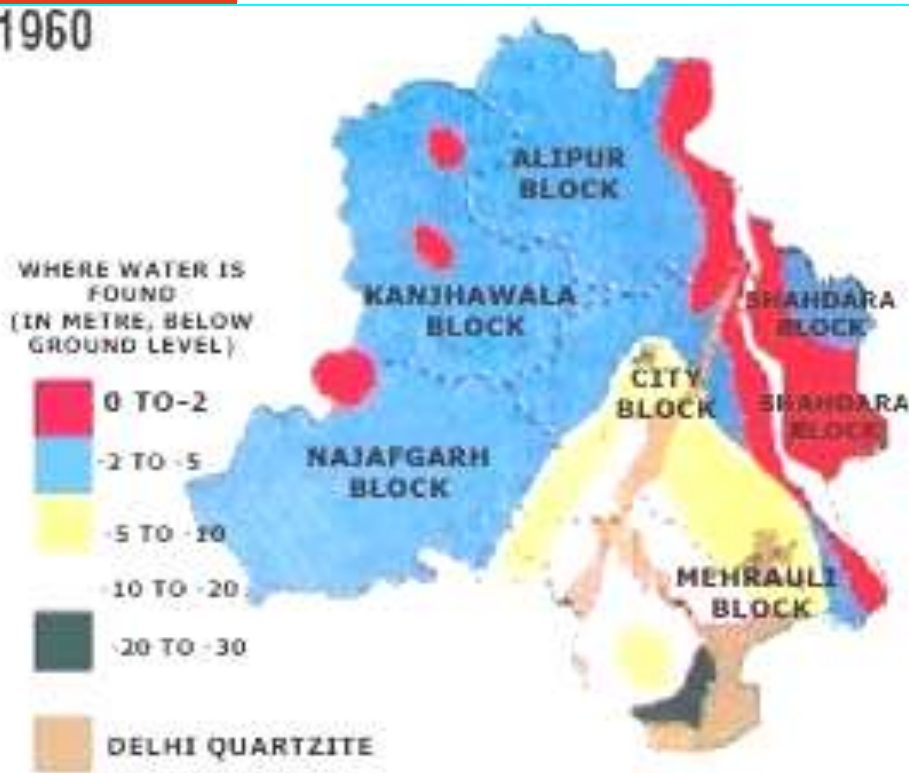 1960
ALIPUR
BLOCK
WHERE WATER IS
FOUND
(IN METRE, BELOW
GROUND LEVEL)
KANJHAWALA
BLOCK
SHAHDARA
BLOCK
CITY
BLOCK
SHAHDARA
BLOCK
NAJAFGARH
BLOCK
MEHRAULI
BLOCK
0 TO-2
-2 TO -5
-5 TO -10
-10 TO -20
-20 TO -30
DELHI QUARTZITE